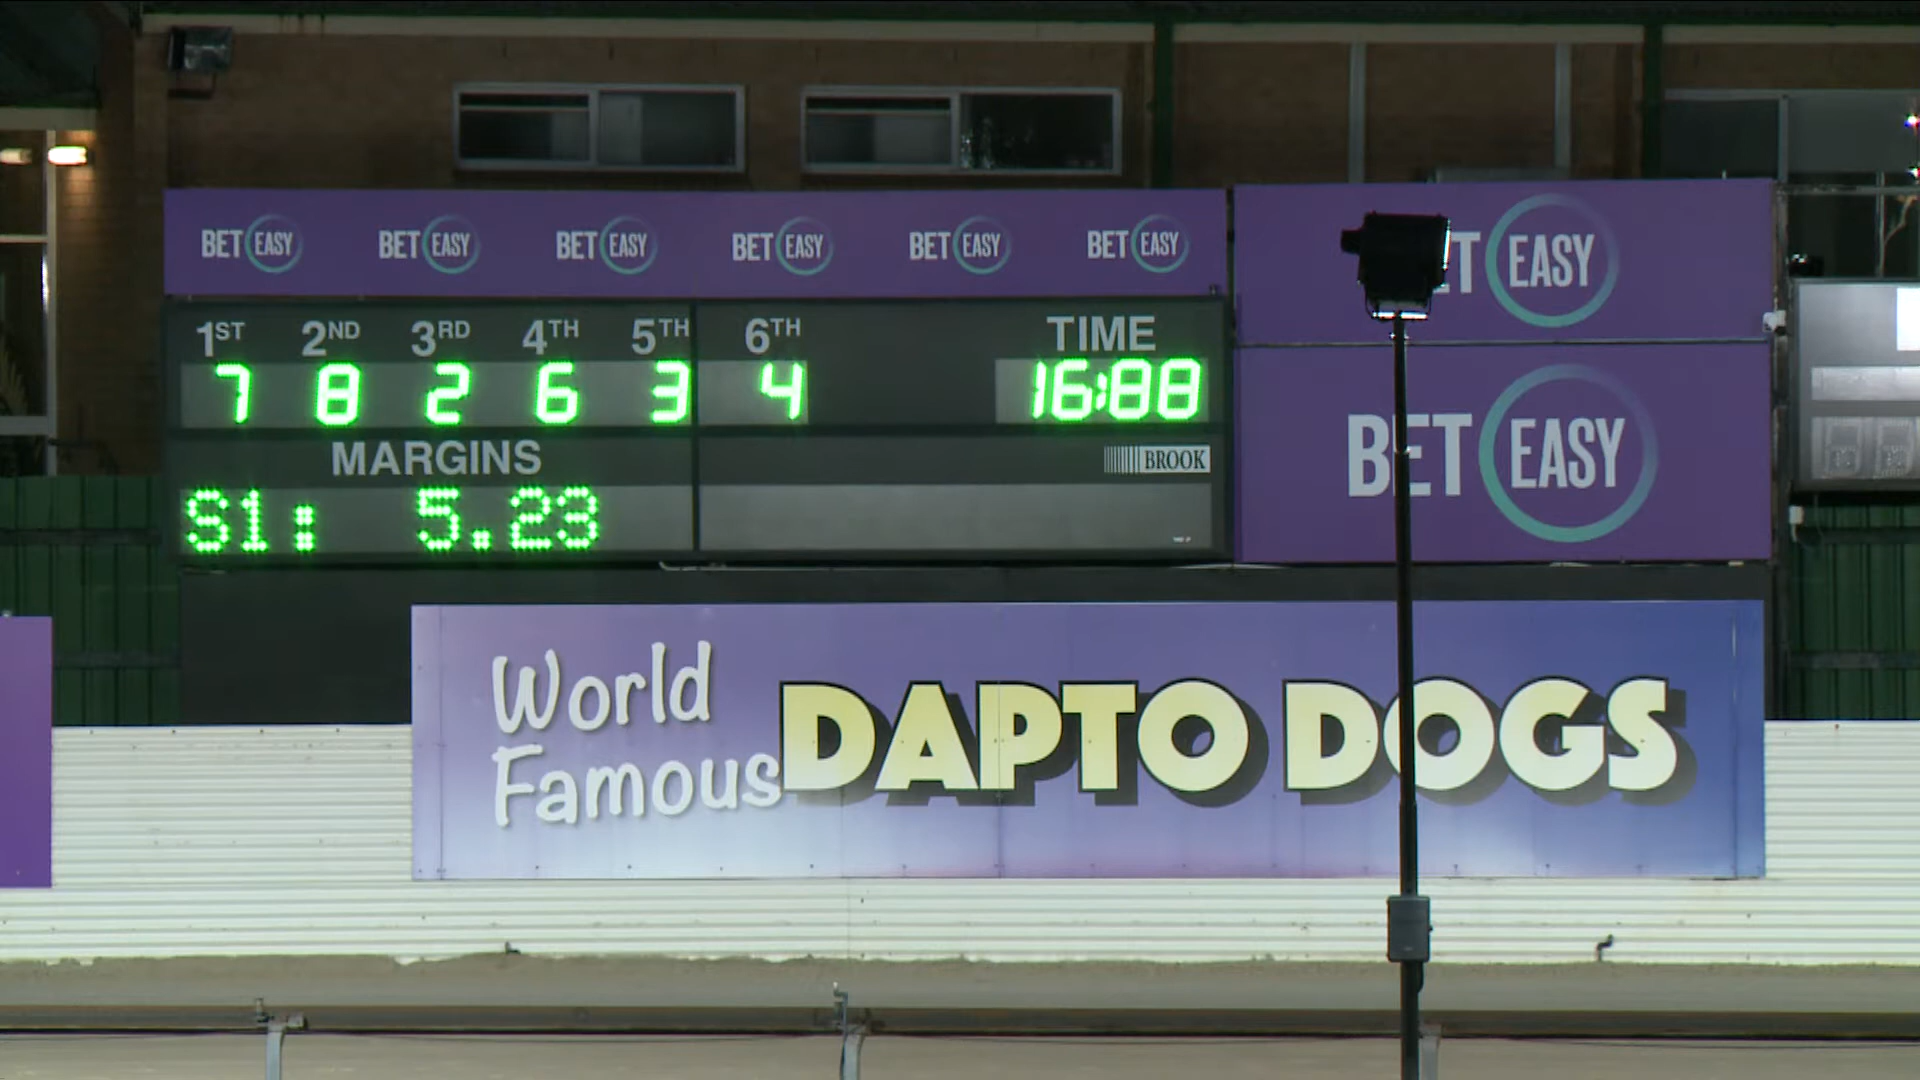 BET EASY BET EASY BET EASY BET EASY BET EASY BET EASY
1ST 2ND 3RD 4TH 5TH 6TH TIME
7 8 2 6 3 4 16:88
MARGINS
BROOK
S1: 5.23
EASY
BET EASY
World
Famous
DAPTO DOGS